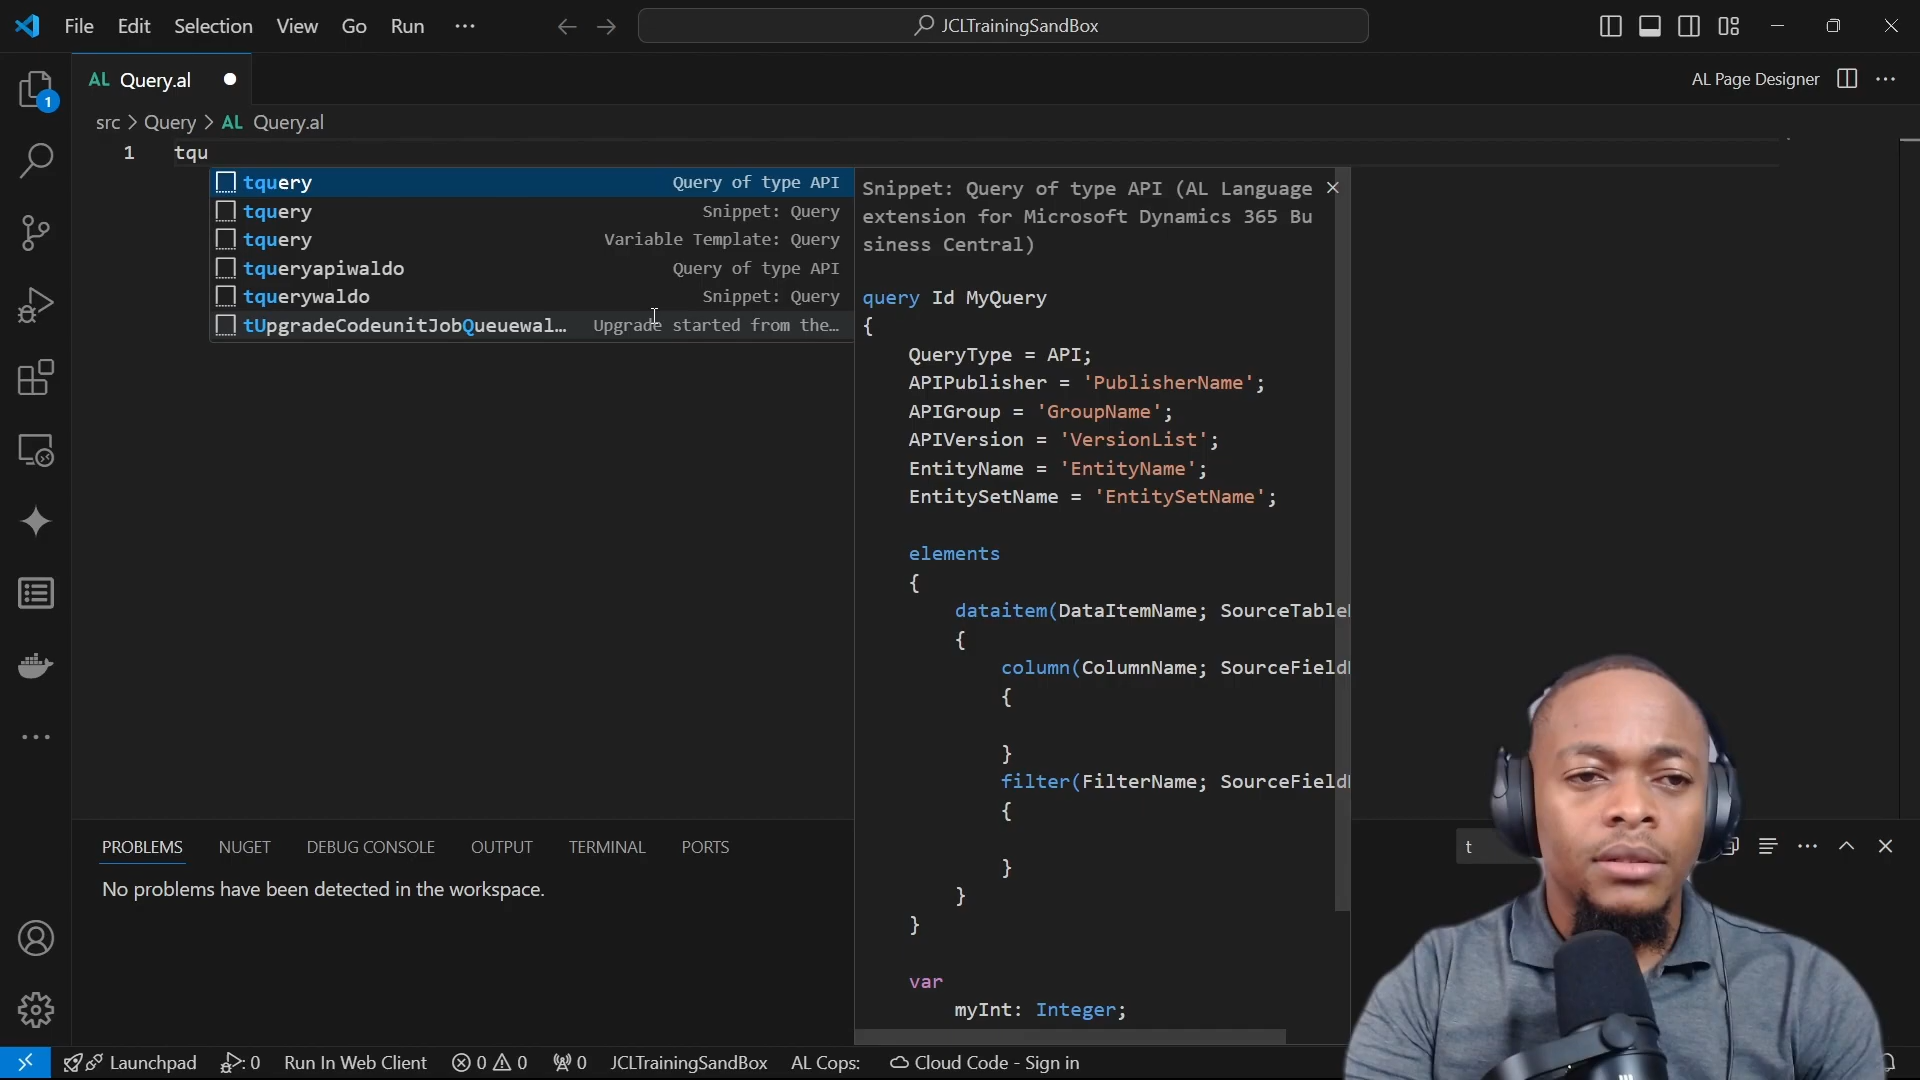 File Edit Selection View Go Run ···
JCLTrainingSandBox
AL Query.al
AL Page Designer
src > Query > AL Query.al
1 tqu
tquery Query of type API
tquery Snippet: Query
tquery Variable Template: Query
tqueryapiwaldo Query of type API
tquerywaldo Snippet: Query
tUpgradeCodeunitJobQueuewal… Upgrade started from the…
Snippet: Query of type API (AL Language
extension for Microsoft Dynamics 365 Bu
siness Central)
query Id MyQuery
{
QueryType = API;
APIPublisher = 'PublisherName';
APIGroup = 'GroupName';
APIVersion = 'VersionList';
EntityName = 'EntityName';
EntitySetName = 'EntitySetName';
elements
{
dataitem(DataItemName; SourceTable
{
column(ColumnName; SourceField
{
}
filter(FilterName; SourceField
{
}
}
}
var
myInt: Integer;
1
PROBLEMS NUGET DEBUG CONSOLE OUTPUT TERMINAL PORTS
t
No problems have been detected in the workspace.
Launchpad 0 Run In Web Client 0 0 0 JCLTrainingSandBox AL Cops: Cloud Code - Sign in